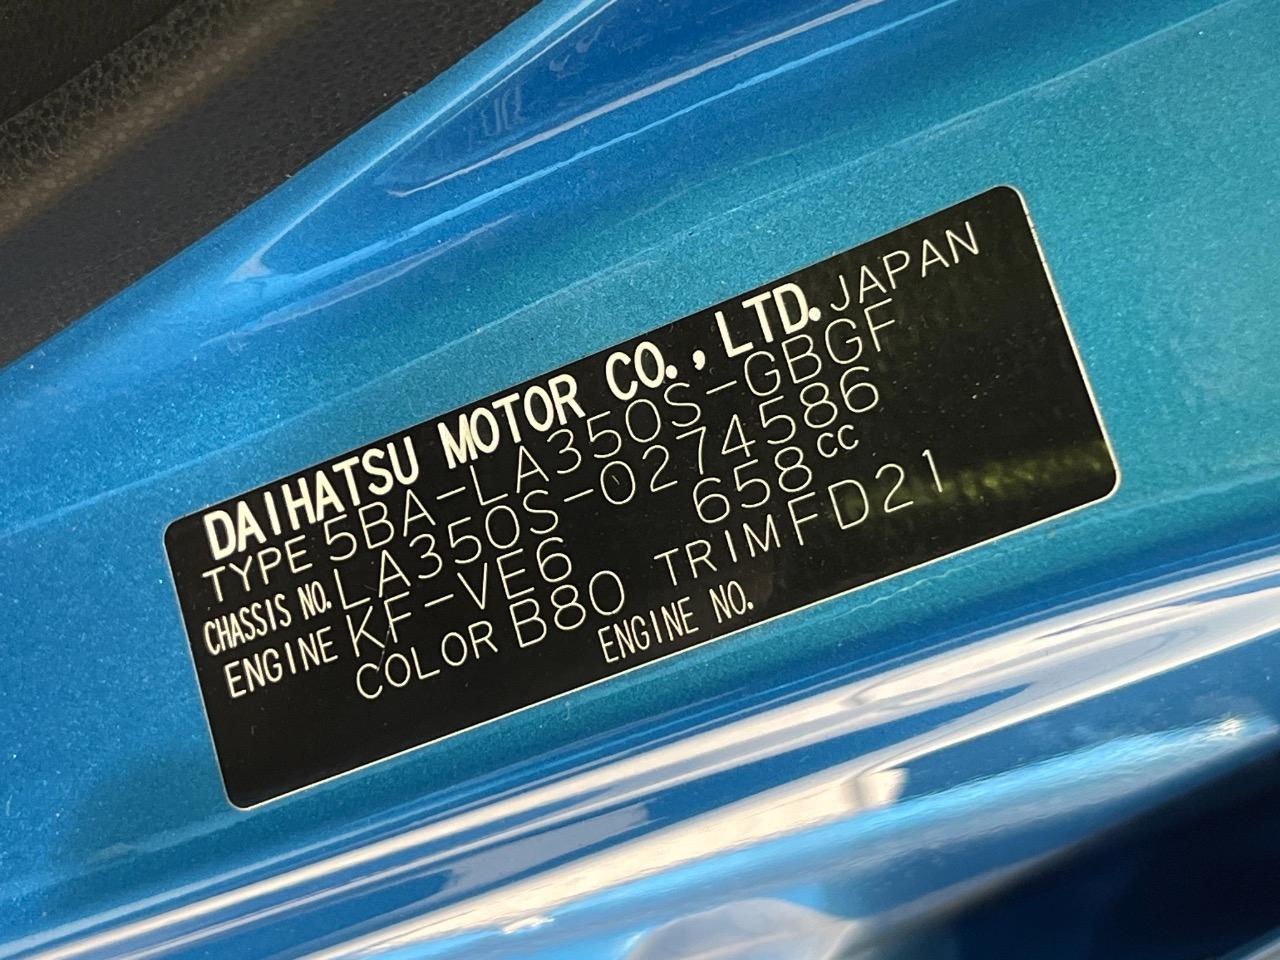 DAIHATSU MOTOR CO., LTD. JAPAN
TYPE 5BA-LA350S-GBGF
CHASSIS NO. LA350S-0274586
ENGINE KF-VE6 658cc
COLOR B80 TRIM FD21
ENGINE NO.